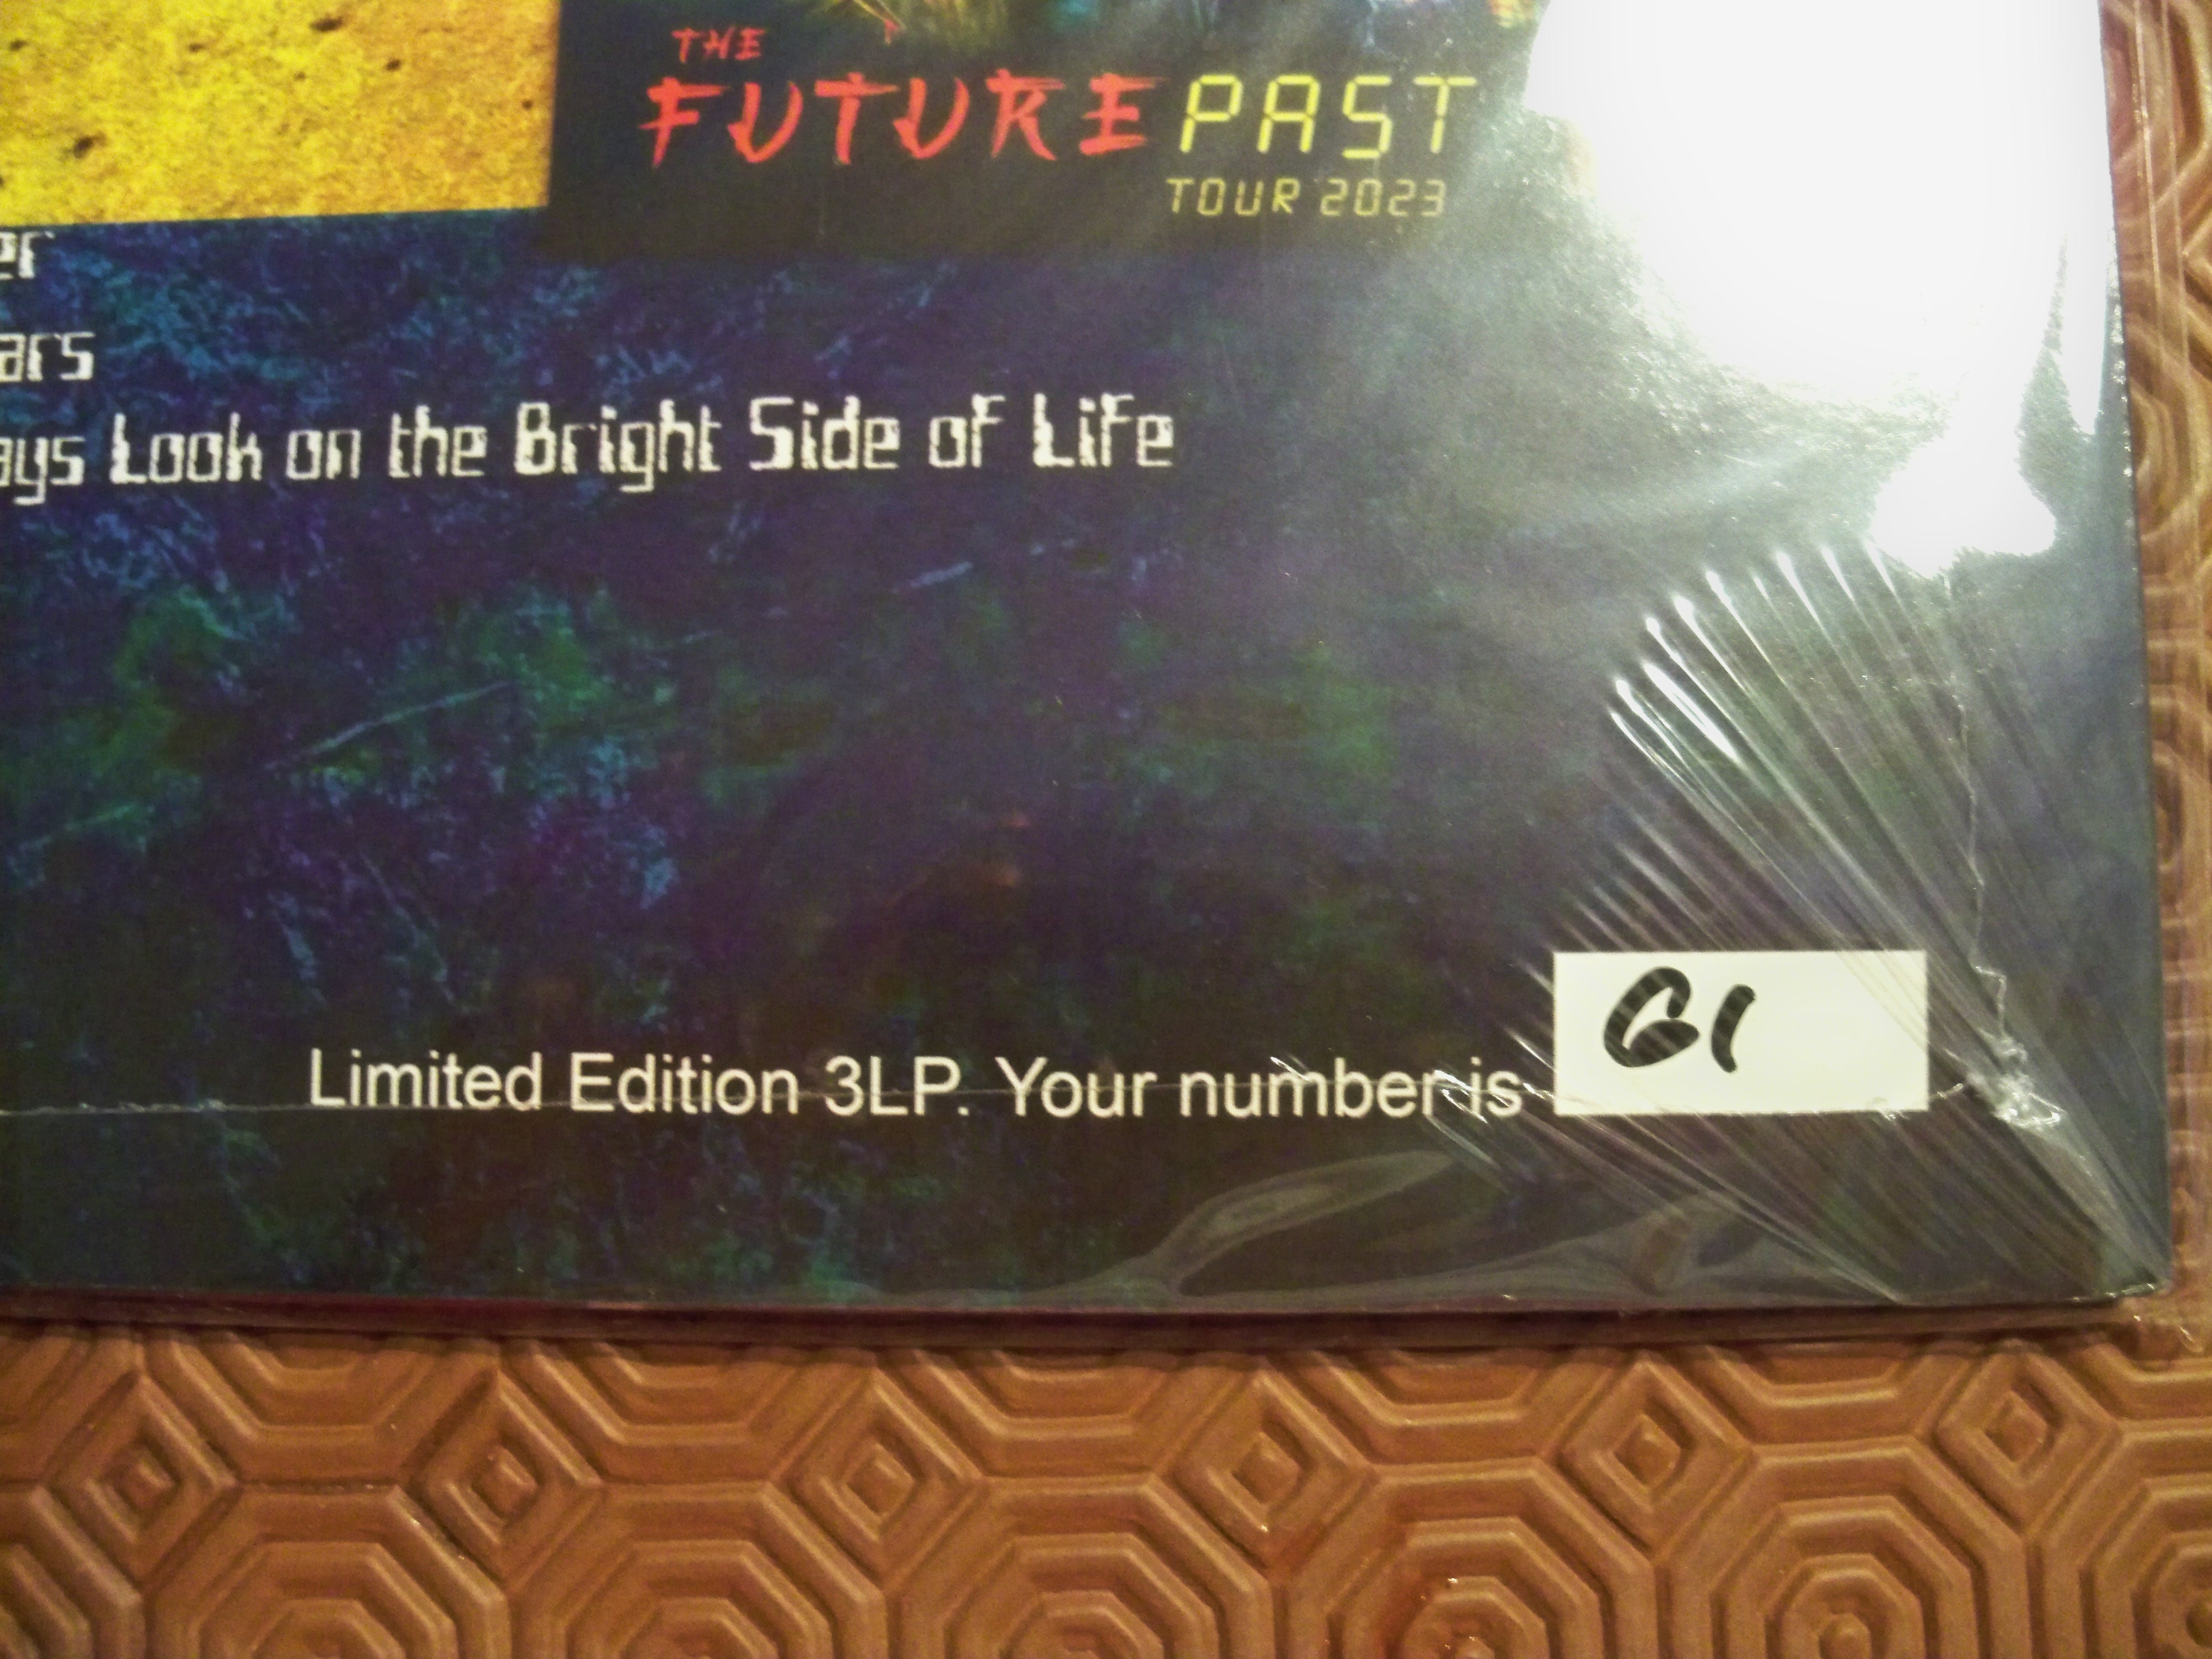 THE
FUTURE PAST
TOUR 2023
er
ars
ays Look on the Bright Side of Life
Limited Edition 3LP. Your number is 61